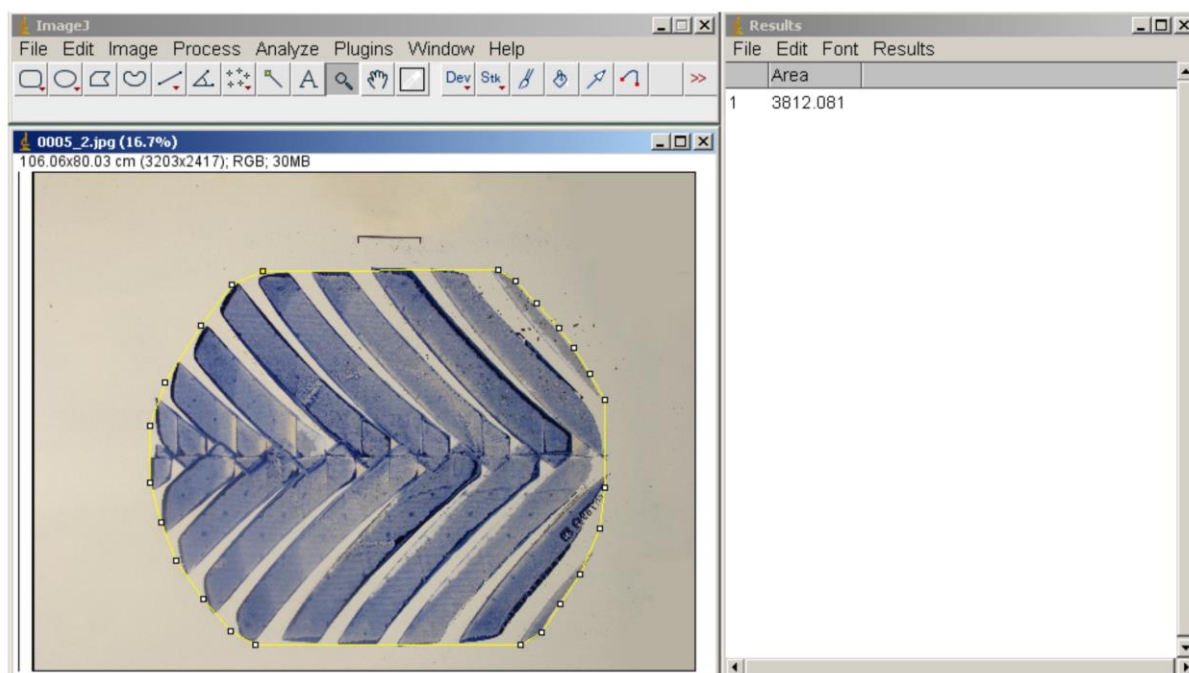 ImageJ
File Edit Image Process Analyze Plugins Window Help
A Dev Stk >>
0005_2.jpg (16.7%)
106.06x80.03 cm (3203x2417); RGB; 30MB
Results
File Edit Font Results
Area
1 3812.081